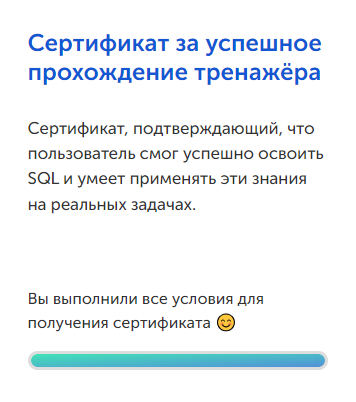 Сертификат за успешное
прохождение тренажёра
Сертификат, подтверждающий, что
пользователь смог успешно освоить
SQL и умеет применять эти знания
на реальных задачах.
Вы выполнили все условия для
получения сертификата 😊